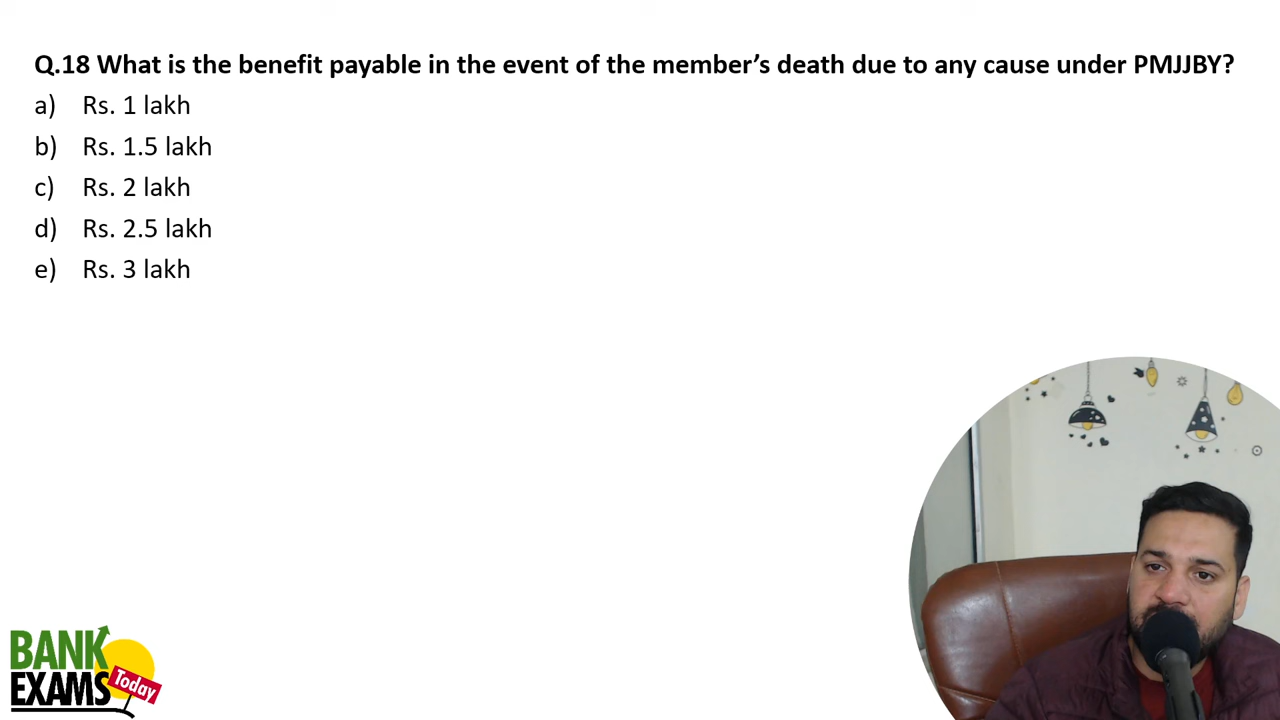 Q.18 What is the benefit payable in the event of the member’s death due to any cause under PMJJBY?
a) Rs. 1 lakh
b) Rs. 1.5 lakh
c) Rs. 2 lakh
d) Rs. 2.5 lakh
e) Rs. 3 lakh
BANK
EXAMS
Today